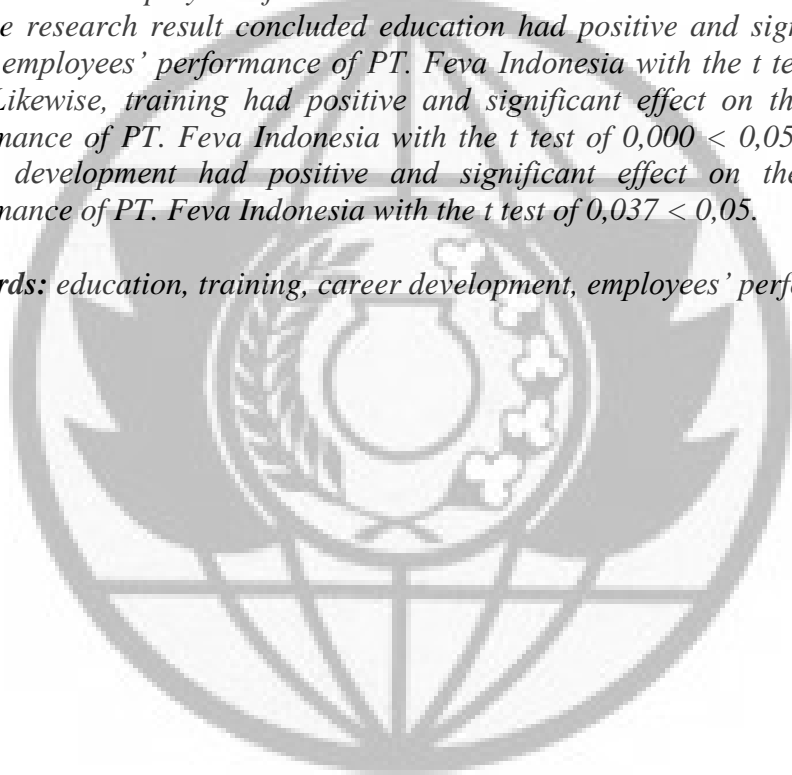 e research result concluded education had positive and sign
employees' performance of PT. Feva Indonesia with the t te
Likewise, training had positive and significant effect on th
mance of PT. Feva Indonesia with the t test of 0,000 < 0,05
development had positive and significant effect on the
mance of PT. Feva Indonesia with the t test of 0,037 < 0,05.
rds: education, training, career development, employees' perf